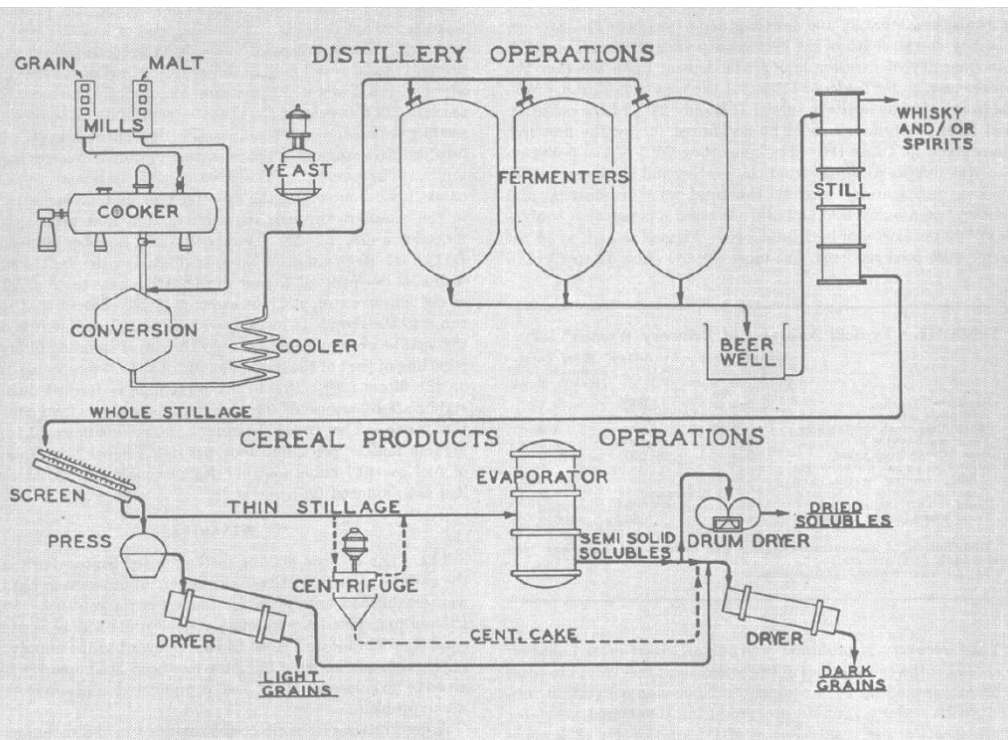 DISTILLERY OPERATIONS
GRAIN
MALT
MILLS
COOKER
YEAST
FERMENTERS
STILL
WHISKY
AND/OR
SPIRITS
CONVERSION
COOLER
BEER
WELL
WHOLE STILLAGE
CEREAL PRODUCTS OPERATIONS
SCREEN
THIN STILLAGE
EVAPORATOR
PRESS
CENTRIFUGE
SEMI SOLID
SOLUBLES
DRUM DRYER
DRIED
SOLUBLES
DRYER
CENT. CAKE
DRYER
LIGHT
GRAINS
DARK
GRAINS